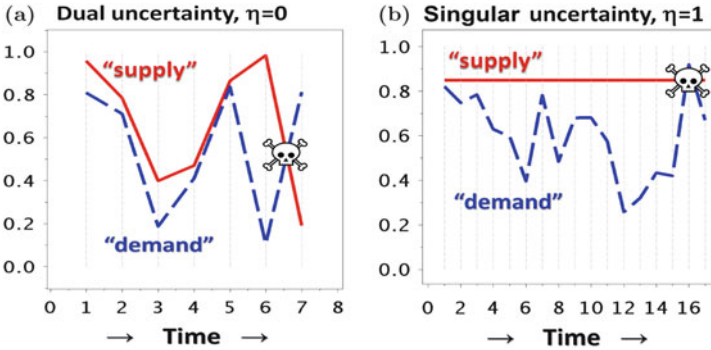 (a) Dual uncertainty, η=0
1.0
0.8
0.6
0.4
0.2
0.0
"supply"
"demand"
0 1 2 3 4 5 6 7 8
→ Time →
(b) Singular uncertainty, η=1
1.0
0.8
0.6
0.4
0.2
0.0
"supply"
"demand"
0 2 4 6 8 10 12 14 16
→ Time →